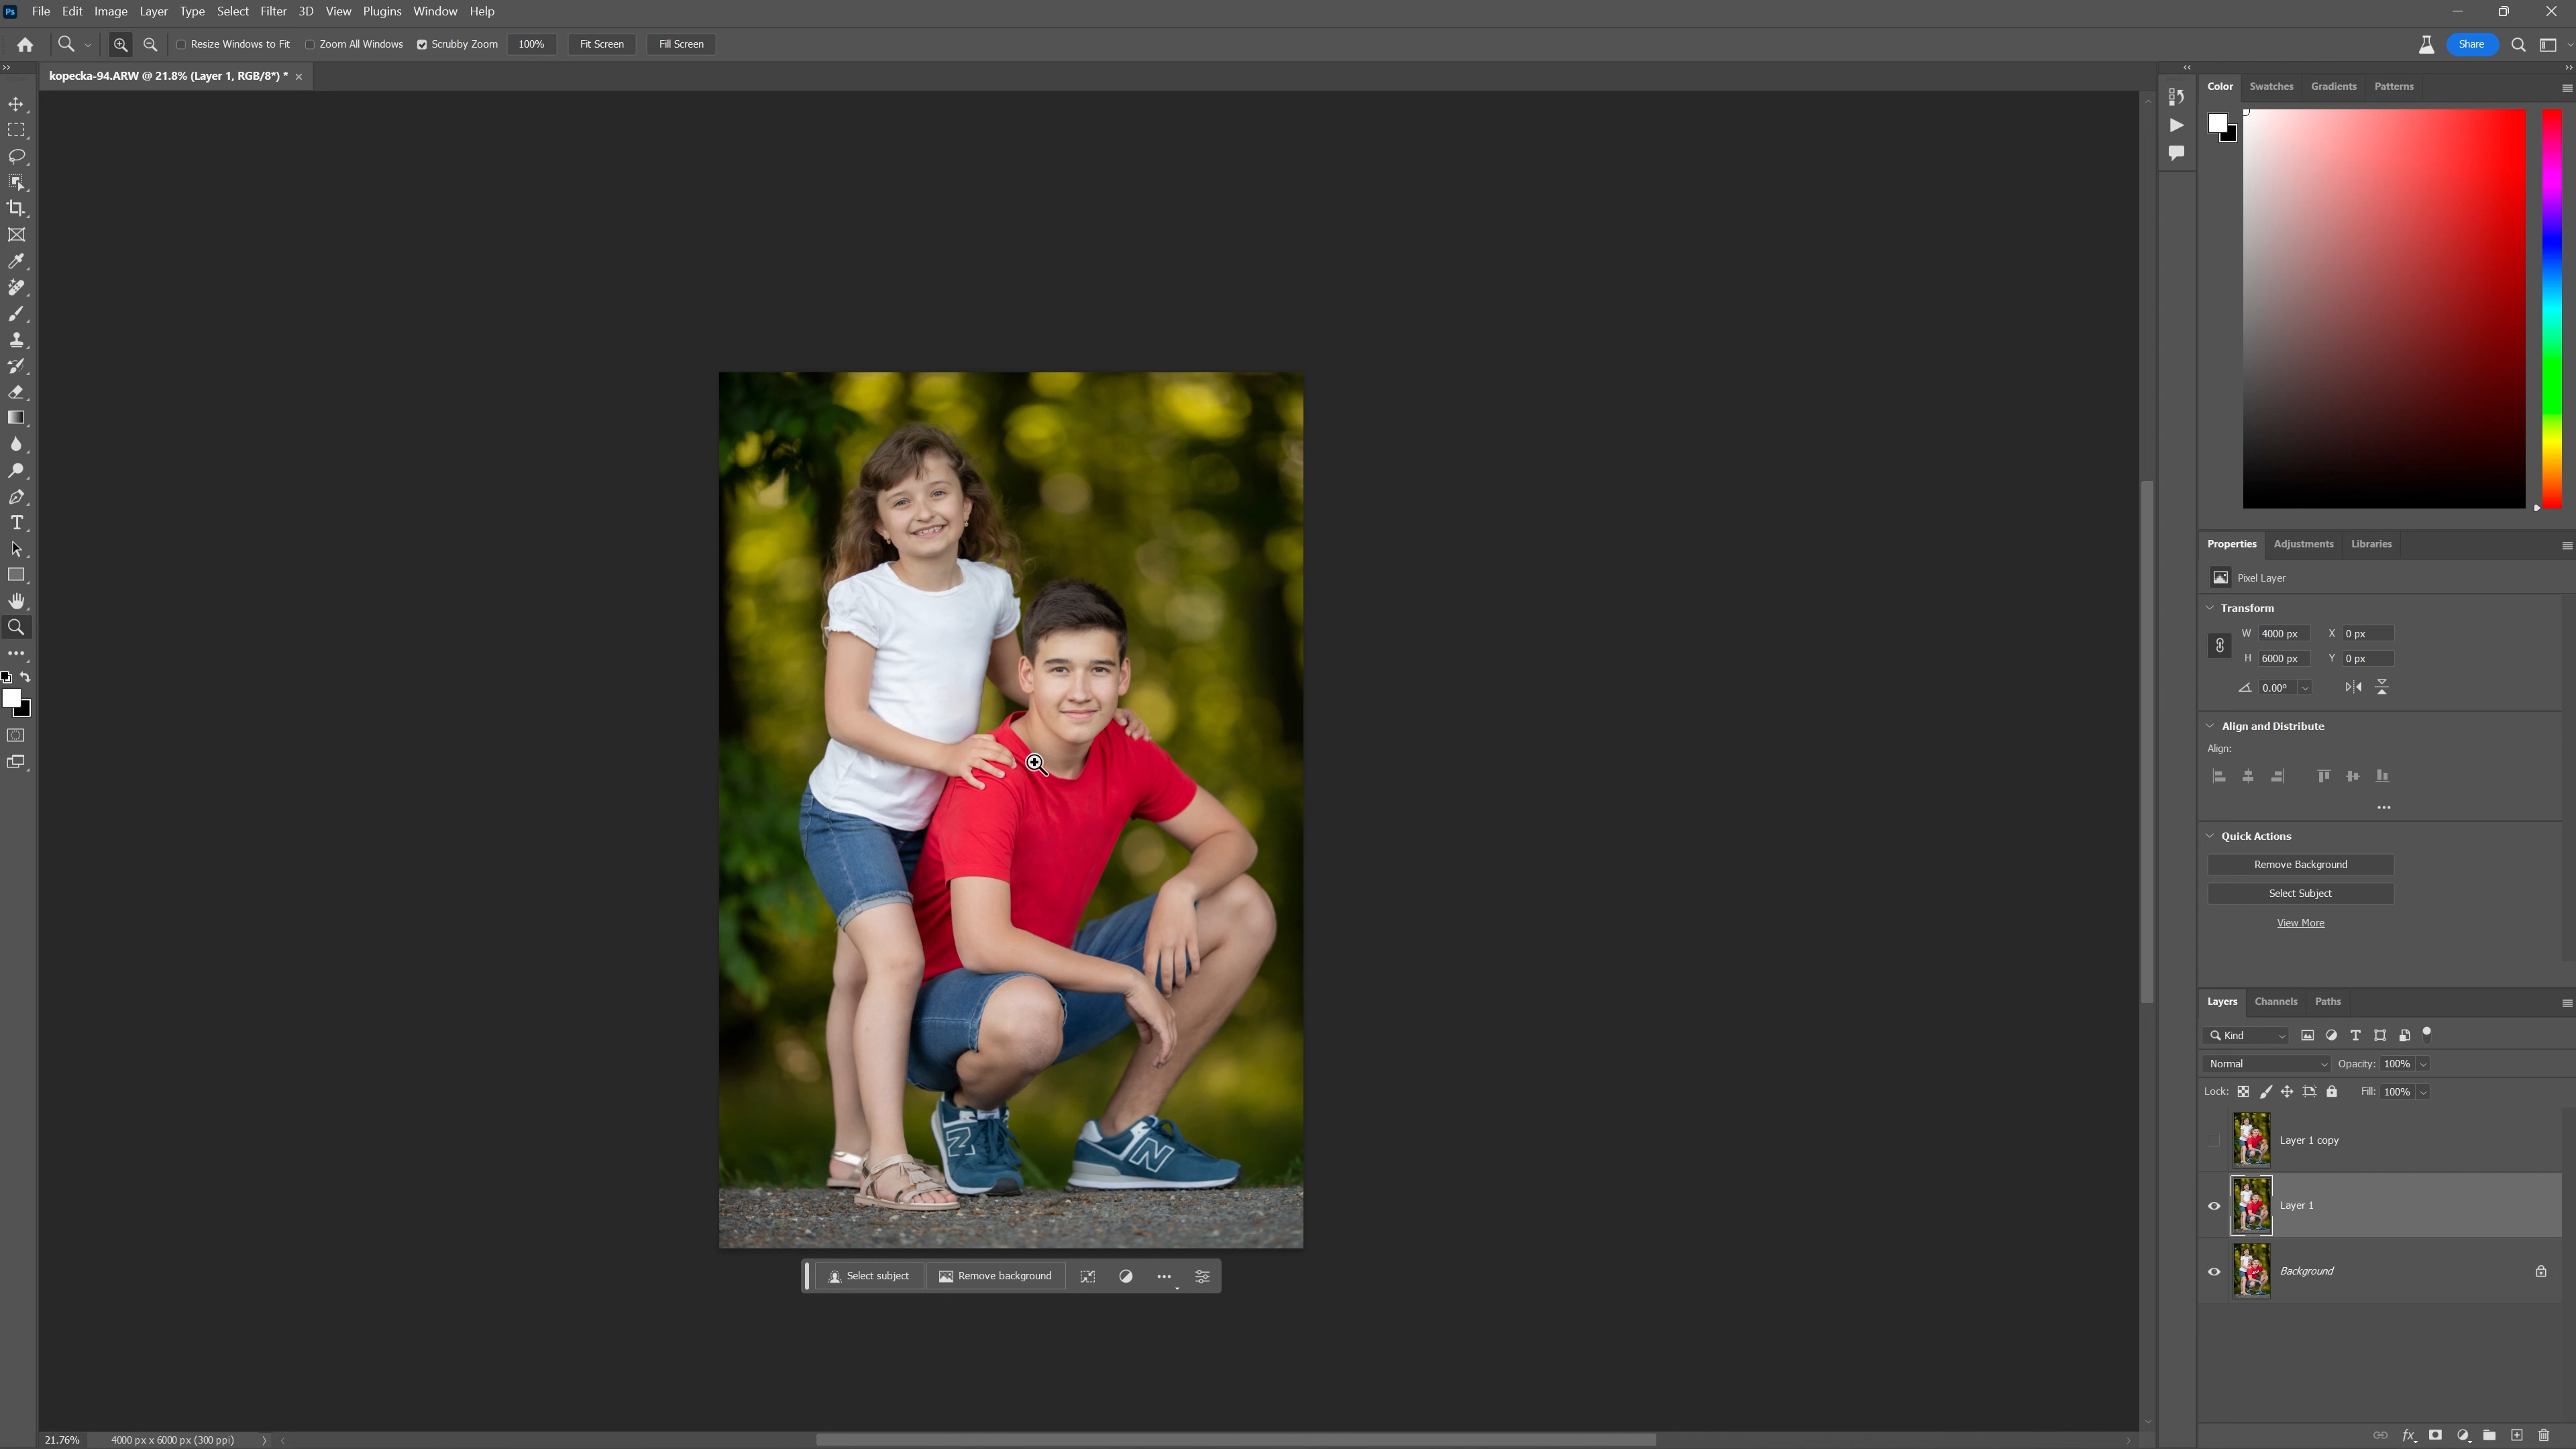 Ps File Edit Image Layer Type Select Filter 3D View Plugins Window Help
Resize Windows to Fit Zoom All Windows Scrubby Zoom 100% Fit Screen Fill Screen Share
kopecka-94.ARW @ 21.8% (Layer 1, RGB/8*) *
Color Swatches Gradients Patterns
Properties Adjustments Libraries
Pixel Layer
Transform
W 4000 px X 0 px
H 6000 px Y 0 px
0.00°
Align and Distribute
Align:
Quick Actions
Remove Background
Select Subject
View More
Layers Channels Paths
Kind
Normal Opacity: 100%
Lock: Fill: 100%
Layer 1 copy
Layer 1
Background
N N
Select subject Remove background
21.76% 4000 px x 6000 px (300 ppi)
fx